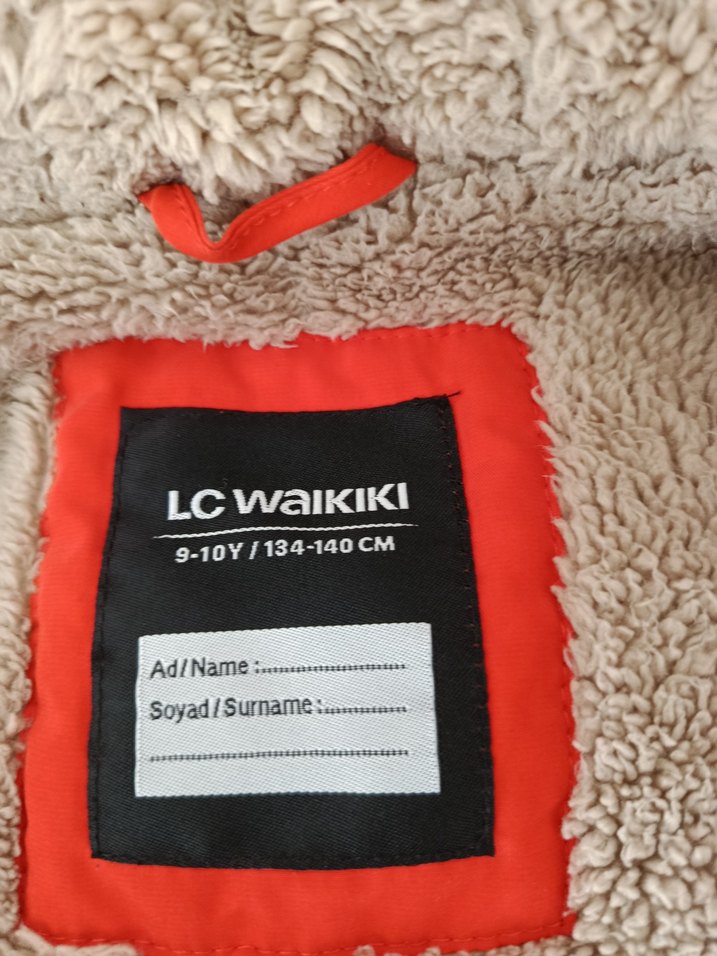 LC Waikiki
9-10Y / 134-140 CM
Ad/Name :..........................
Soyad/Surname :...............
................................................